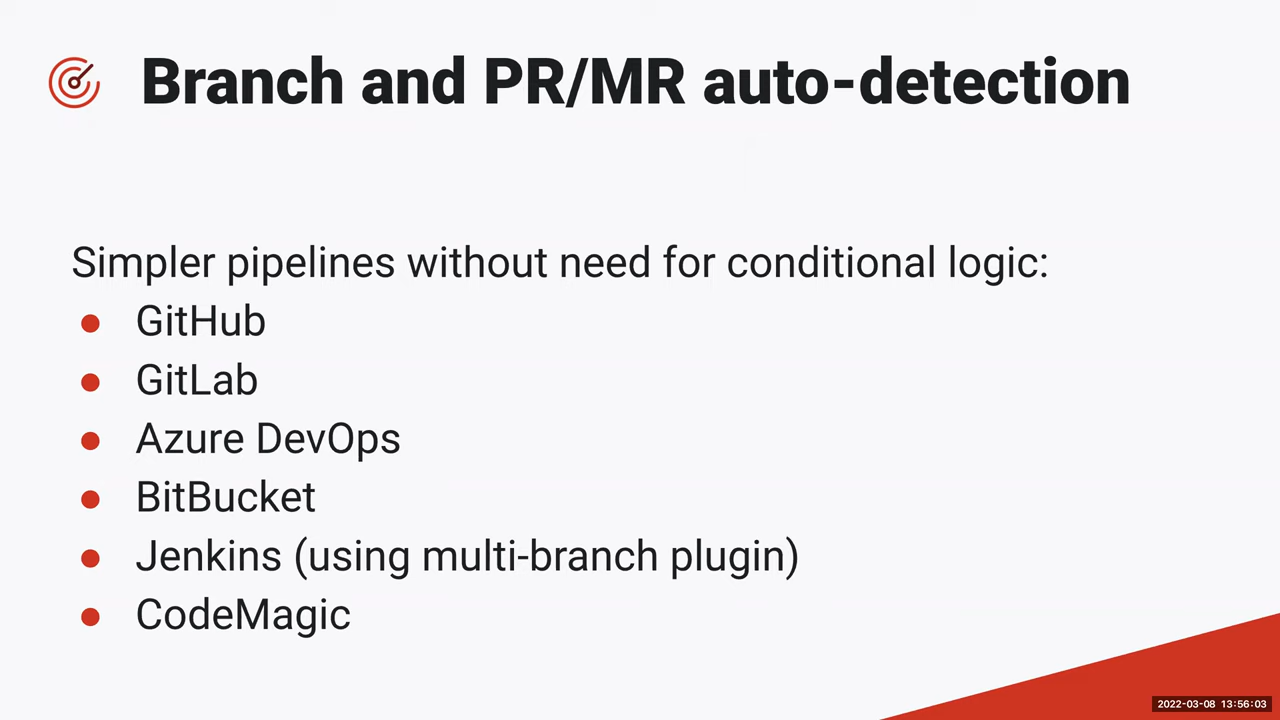 Branch and PR/MR auto-detection
Simpler pipelines without need for conditional logic:
● GitHub
● GitLab
● Azure DevOps
● BitBucket
● Jenkins (using multi-branch plugin)
● CodeMagic
2022-03-08 13:56:03